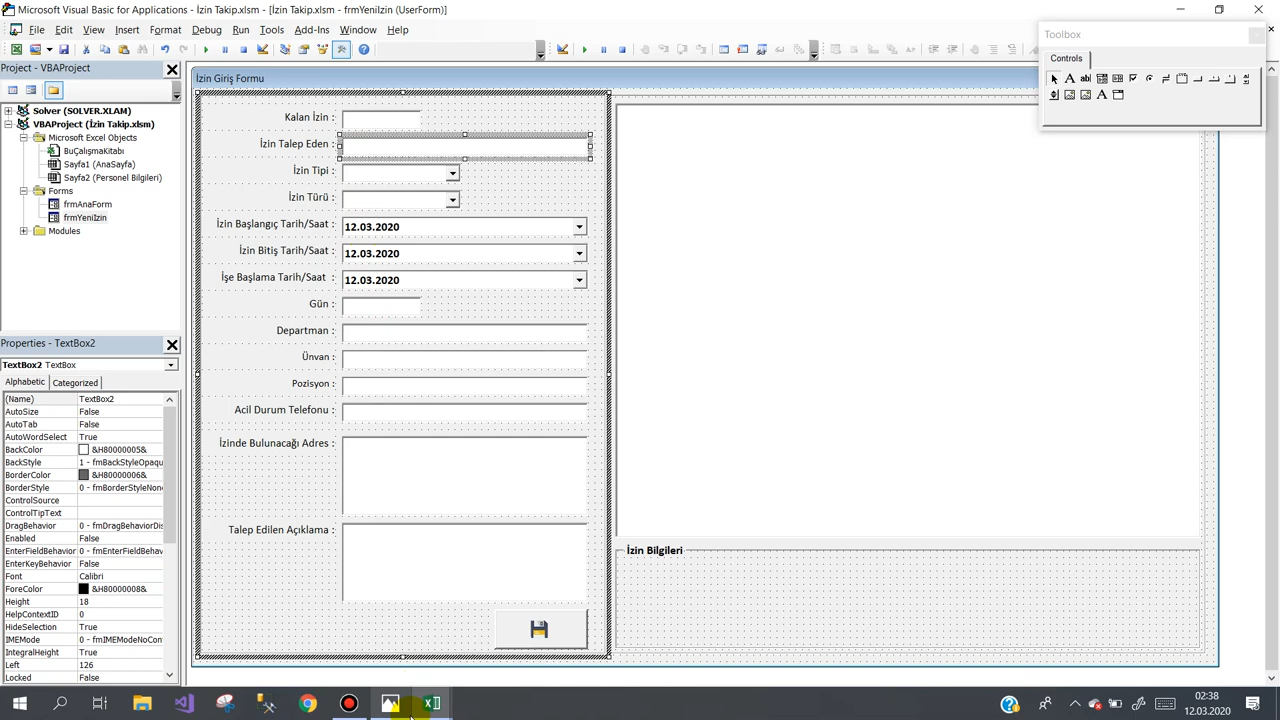 Microsoft Visual Basic for Applications - İzin Takip.xlsm - [İzin Takip.xlsm - frmYeniIzin (UserForm)]
File Edit View Insert Format Debug Run Tools Add-Ins Window Help
Toolbox
Controls
Project - VBAProject
Solver (SOLVER.XLAM)
VBAProject (İzin Takip.xlsm)
Microsoft Excel Objects
BuÇalışmaKitabı
Sayfa1 (AnaSayfa)
Sayfa2 (Personel Bilgileri)
Forms
frmAnaForm
frmYeniIzin
Modules
Properties - TextBox2
TextBox2 TextBox
Alphabetic Categorized
(Name) TextBox2
AutoSize False
AutoTab False
AutoWordSelect True
BackColor &H80000005&
BackStyle 1 - fmBackStyleOpaqu
BorderColor &H80000006&
BorderStyle 0 - fmBorderStyleNone
ControlSource
ControlTipText
DragBehavior 0 - fmDragBehaviorDis
Enabled False
EnterFieldBehavior 0 - fmEnterFieldBehav
EnterKeyBehavior False
Font Calibri
ForeColor &H80000008&
Height 18
HelpContextID 0
HideSelection True
IMEMode 0 - fmIMEModeNoCon
IntegralHeight True
Left 126
Locked False
İzin Giriş Formu
Kalan İzin :
İzin Talep Eden :
İzin Tipi :
İzin Türü :
İzin Başlangıç Tarih/Saat : 12.03.2020
İzin Bitiş Tarih/Saat : 12.03.2020
İşe Başlama Tarih/Saat : 12.03.2020
Gün :
Departman :
Ünvan :
Pozisyon :
Acil Durum Telefonu :
İzinde Bulunacağı Adres :
Talep Edilen Açıklama :
İzin Bilgileri
02:38
12.03.2020